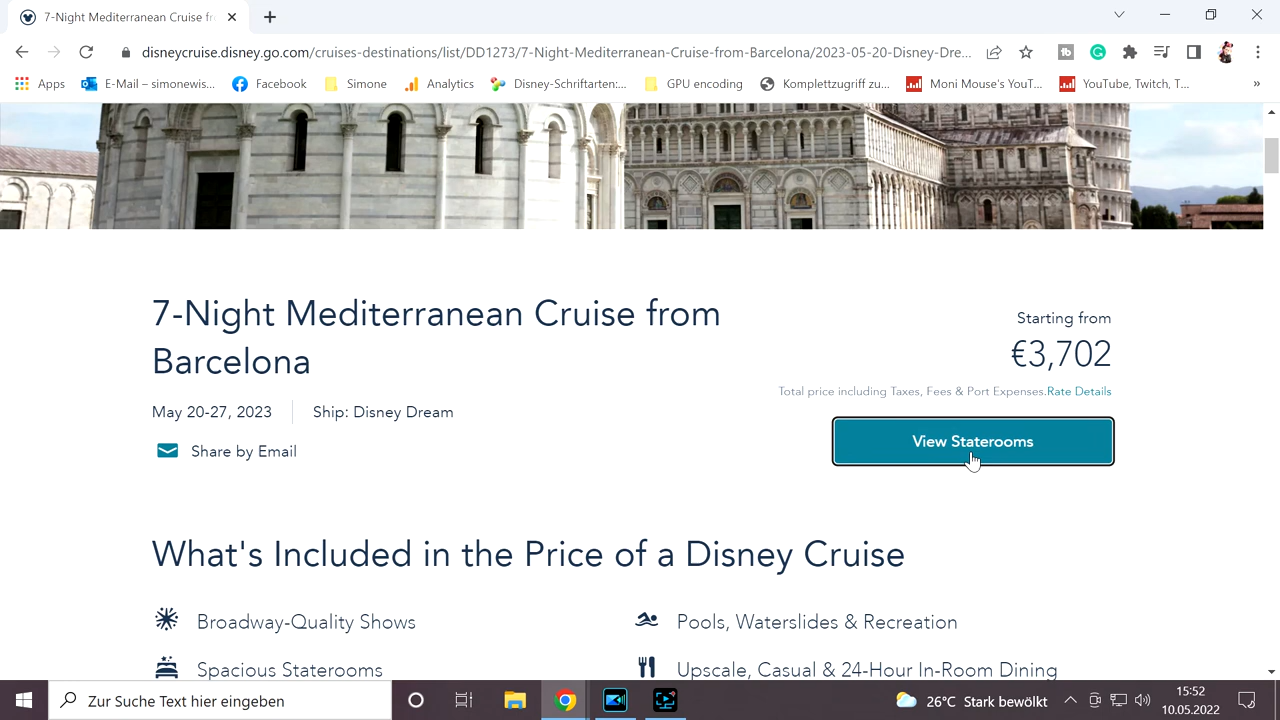 7-Night Mediterranean Cruise fr
disneycruise.disney.go.com/cruises-destinations/list/DD1273/7-Night-Mediterranean-Cruise-from-Barcelona/2023-05-20-Disney-Dre...
Apps
E-Mail – simonewis...
Facebook
Simone
Analytics
Disney-Schriftarten:...
GPU encoding
Komplettzugriff zu...
Moni Mouse's YouT...
YouTube, Twitch, T...
»
7-Night Mediterranean Cruise from
Barcelona
May 20-27, 2023
Ship: Disney Dream
Share by Email
Starting from
€3,702
Total price including Taxes, Fees & Port Expenses.Rate Details
View Staterooms
What's Included in the Price of a Disney Cruise
Broadway-Quality Shows
Pools, Waterslides & Recreation
Spacious Staterooms
Upscale, Casual & 24-Hour In-Room Dining
Zur Suche Text hier eingeben
26°C Stark bewölkt
15:52
10.05.2022